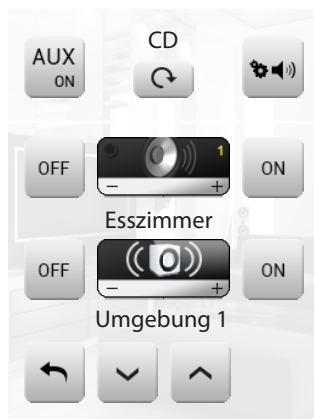 AUX
ON
CD
OFF
1
ON
− +
Esszimmer
OFF
ON
− +
Umgebung 1